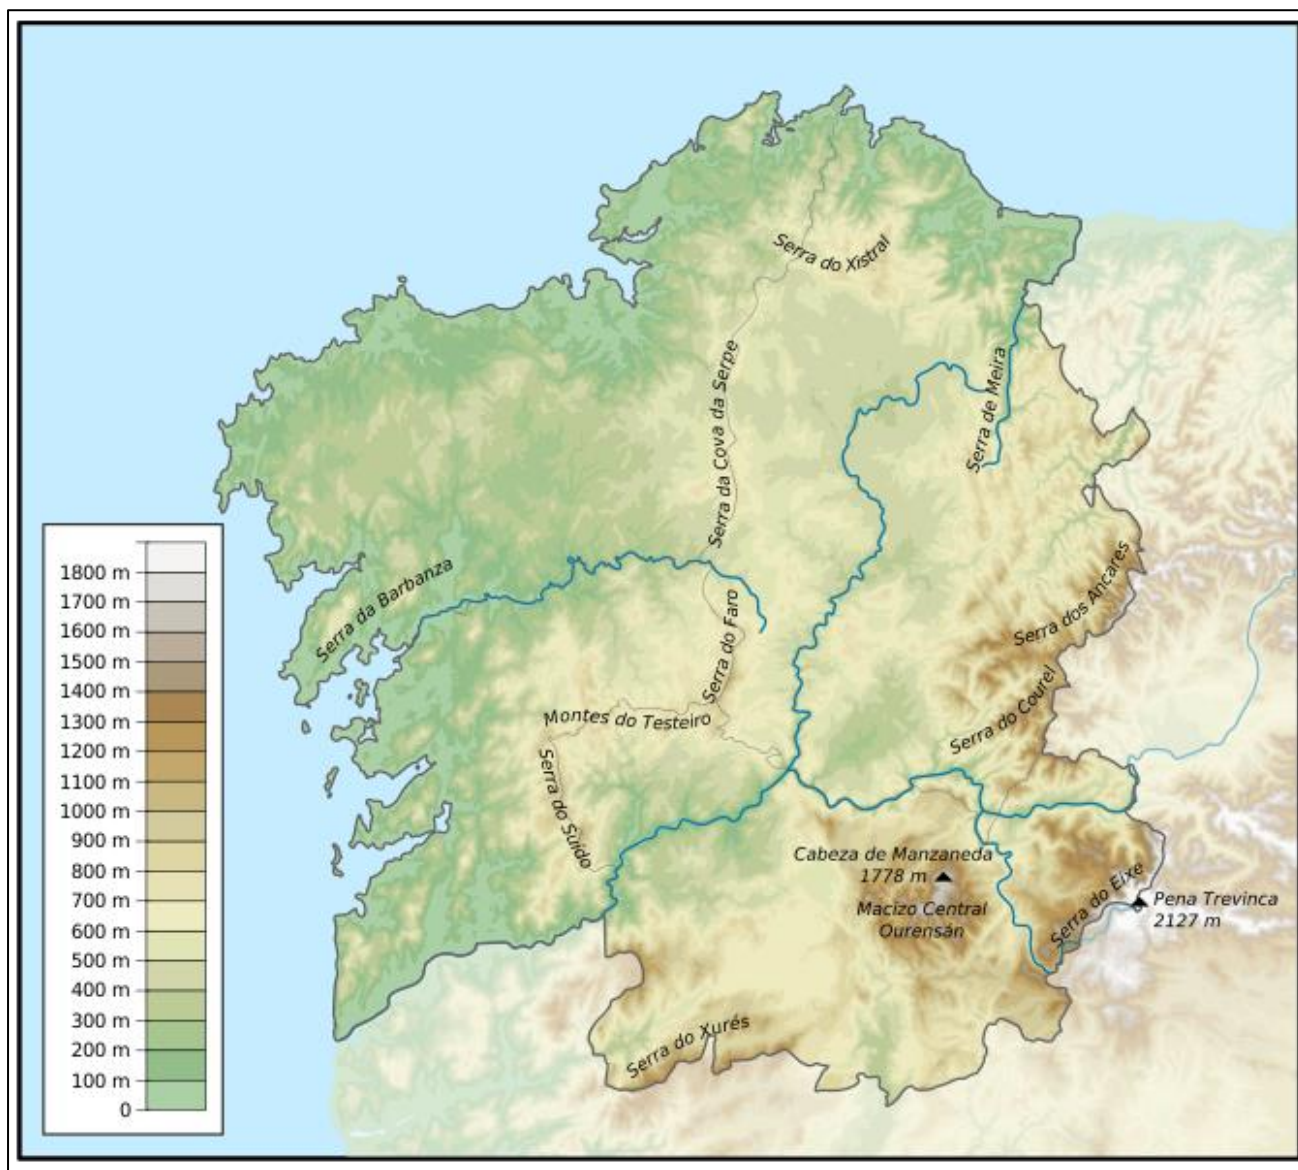 Serra do Xistral
Serra da Cova da Serpe
Serra de Meira
Serra da Barbanza
Serra dos Ancares
Serra do Faro
Serra do Courel
Montes do Testeiro
Serra do Suido
Cabeza de Manzaneda
1778 m
Macizo Central
Ourensán
Serra do Eixe
Pena Trevinca
2127 m
Serra do Xurés
1800 m
1700 m
1600 m
1500 m
1400 m
1300 m
1200 m
1100 m
1000 m
900 m
800 m
700 m
600 m
500 m
400 m
300 m
200 m
100 m
0